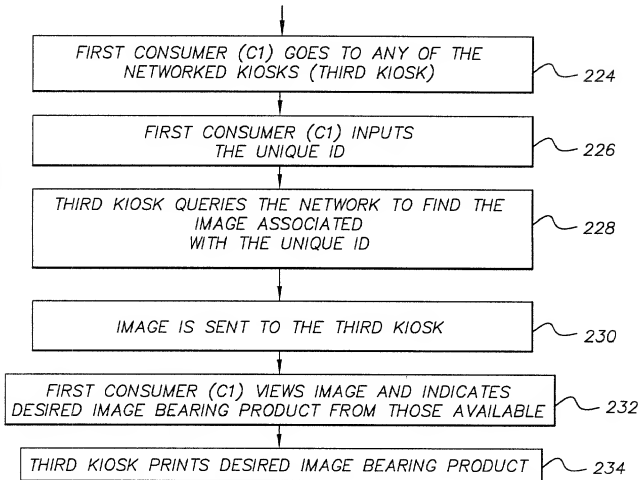 FIRST CONSUMER (C1) GOES TO ANY OF THE
NETWORKED KIOSKS (THIRD KIOSK)
224
FIRST CONSUMER (C1) INPUTS
THE UNIQUE ID
226
THIRD KIOSK QUERIES THE NETWORK TO FIND THE
IMAGE ASSOCIATED
WITH THE UNIQUE ID
228
IMAGE IS SENT TO THE THIRD KIOSK
230
FIRST CONSUMER (C1) VIEWS IMAGE AND INDICATES
DESIRED IMAGE BEARING PRODUCT FROM THOSE AVAILABLE
232
THIRD KIOSK PRINTS DESIRED IMAGE BEARING PRODUCT
234